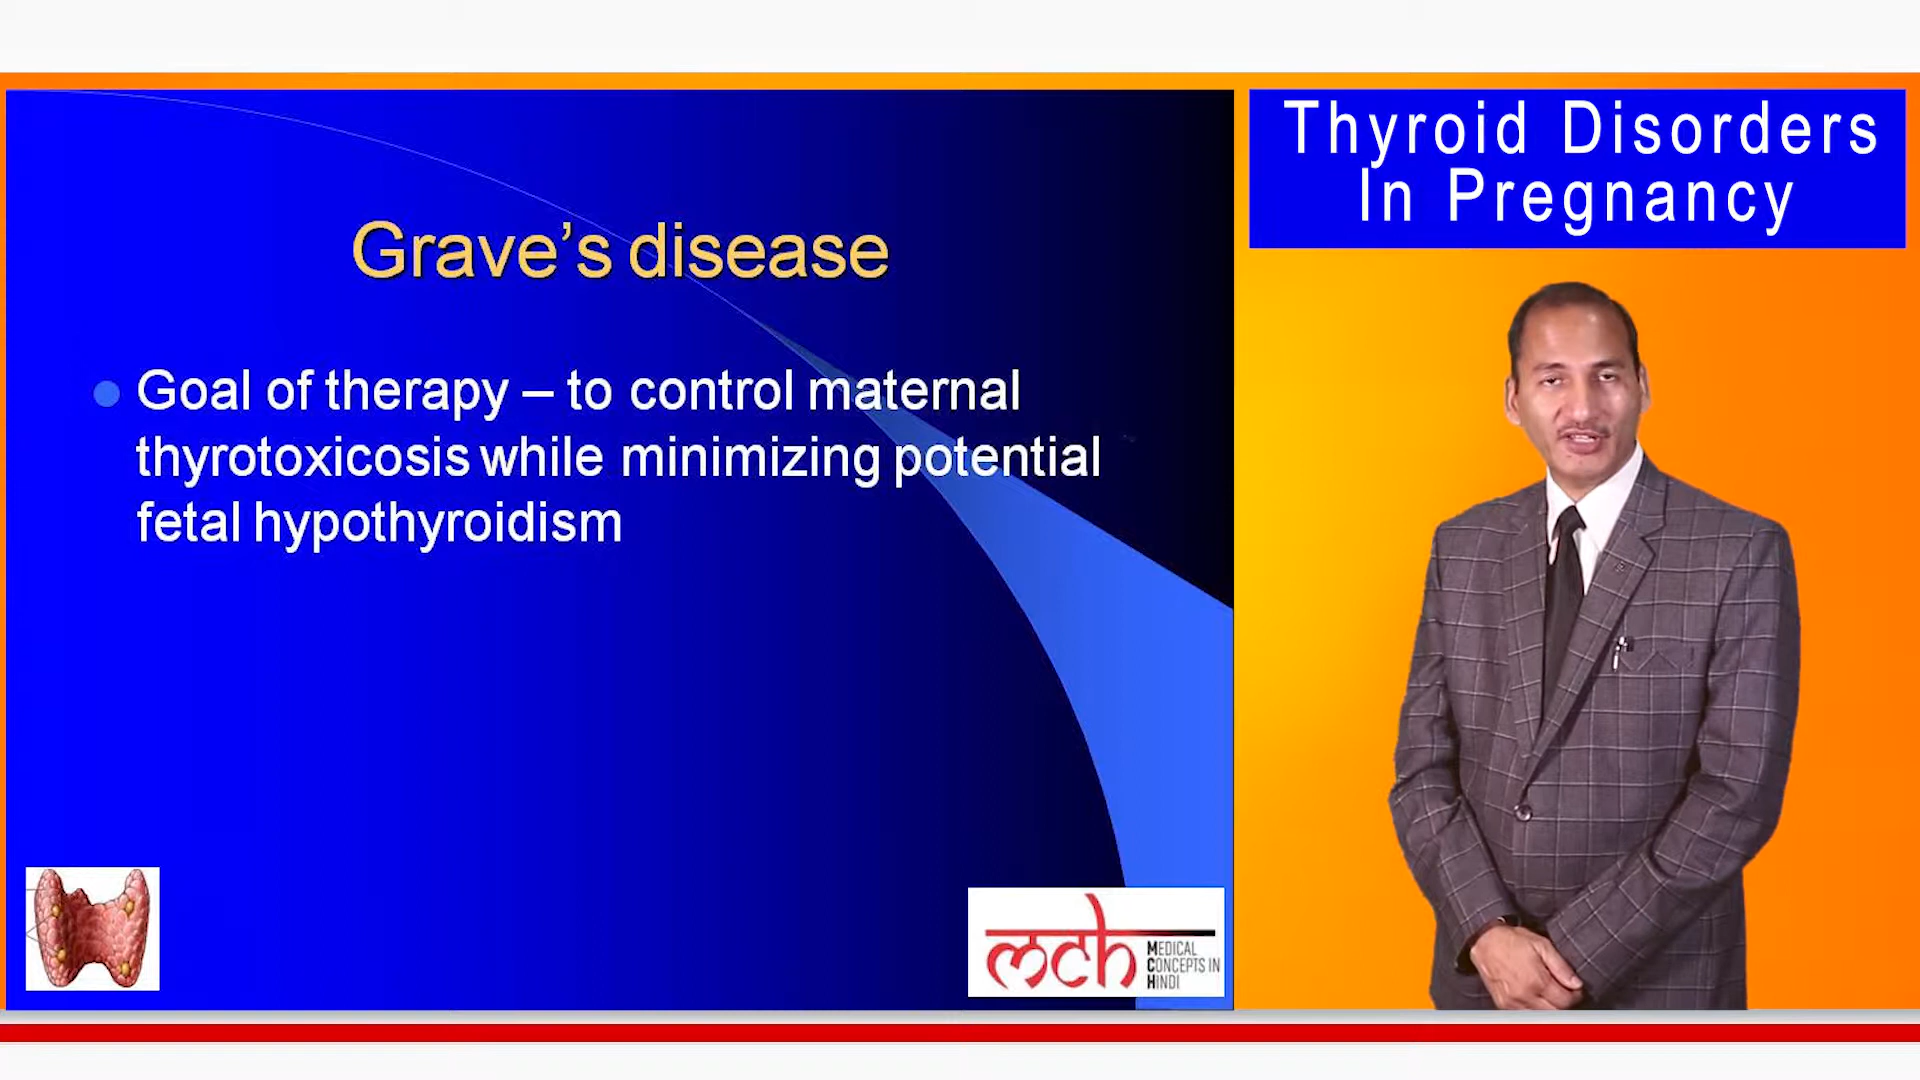 Thyroid Disorders
In Pregnancy
Grave’s disease
Goal of therapy – to control maternal
thyrotoxicosis while minimizing potential
fetal hypothyroidism
mch
MEDICAL
CONCEPTS IN
HINDI